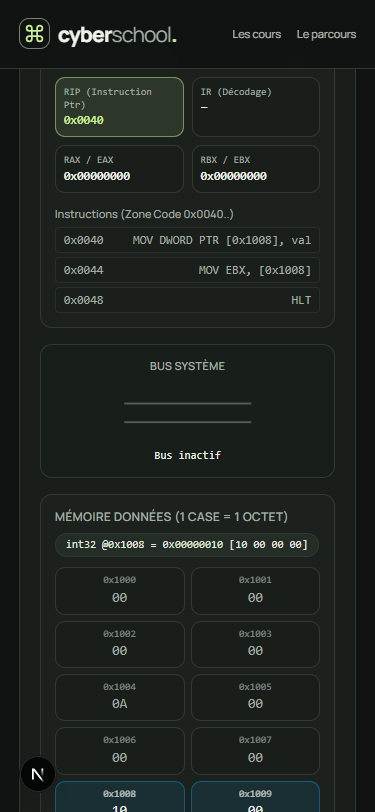 ⌘ cyberschool.
Les cours Le parcours
RIP (Instruction
Ptr)
0x0040
IR (Décodage)
—
RAX / EAX
0x00000000
RBX / EBX
0x00000000
Instructions (Zone Code 0x0040..)
0x0040 MOV DWORD PTR [0x1008], val
0x0044 MOV EBX, [0x1008]
0x0048 HLT
BUS SYSTÈME
Bus inactif
MÉMOIRE DONNÉES (1 CASE = 1 OCTET)
int32 @0x1008 = 0x00000010 [10 00 00 00]
0x1000 0x1001
00 00
0x1002 0x1003
00 00
0x1004 0x1005
0A 00
0x1006 0x1007
00 00
N
0x1008 0x1009
10 00